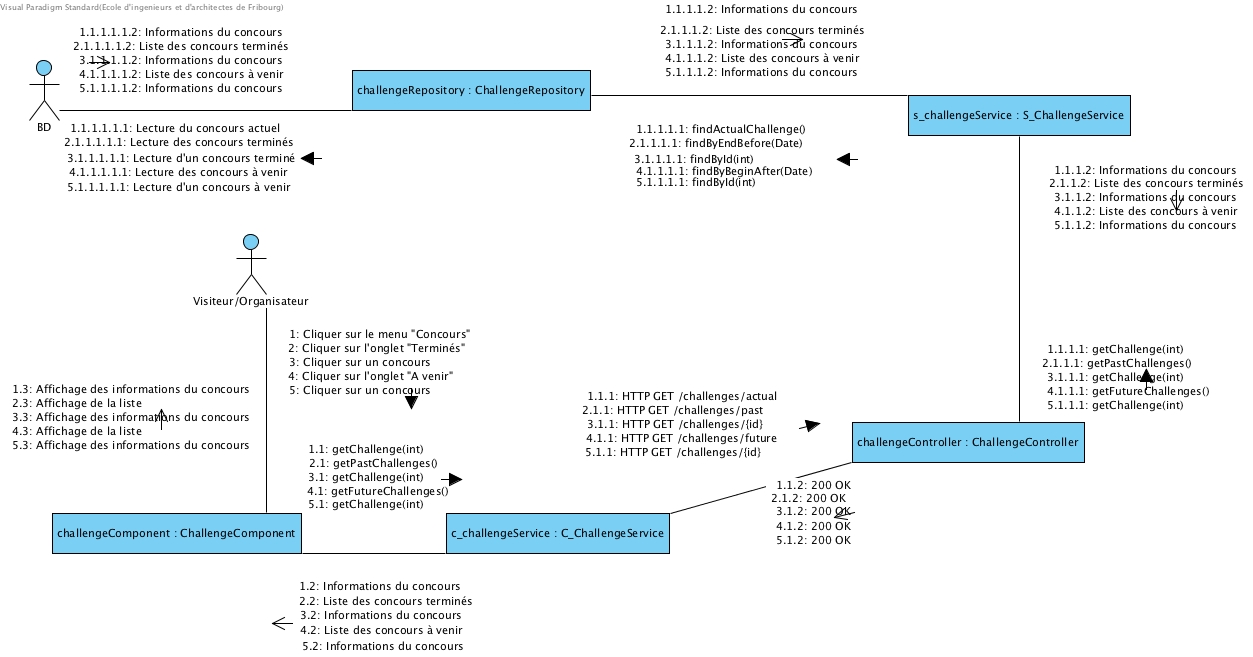 Visual Paradigm Standard(Ecole d'ingenieurs et d'architectes de Fribourg)
1.1.1.1.1.2: Informations du concours
2.1.1.1.1.2: Liste des concours terminés
3.1.1.1.1.2: Informations du concours
4.1.1.1.1.2: Liste des concours à venir
5.1.1.1.1.2: Informations du concours
1.1.1.1.2: Informations du concours
2.1.1.1.2: Liste des concours terminés
3.1.1.1.2: Informations du concours
4.1.1.1.2: Liste des concours à venir
5.1.1.1.2: Informations du concours
challengeRepository : ChallengeRepository
s_challengeService : S_ChallengeService
BD
1.1.1.1.1.1: Lecture du concours actuel
2.1.1.1.1.1: Lecture des concours terminés
3.1.1.1.1.1: Lecture d'un concours terminé
4.1.1.1.1.1: Lecture des concours à venir
5.1.1.1.1.1: Lecture d'un concours à venir
1.1.1.1.1: findActualChallenge()
2.1.1.1.1: findByEndBefore(Date)
3.1.1.1.1: findById(int)
4.1.1.1.1: findByBeginAfter(Date)
5.1.1.1.1: findById(int)
1.1.1.2: Informations du concours
2.1.1.2: Liste des concours terminés
3.1.1.2: Informations du concours
4.1.1.2: Liste des concours à venir
5.1.1.2: Informations du concours
Visiteur/Organisateur
1: Cliquer sur le menu "Concours"
2: Cliquer sur l'onglet "Terminés"
3: Cliquer sur un concours
4: Cliquer sur l'onglet "A venir"
5: Cliquer sur un concours
1.1.1.1: getChallenge(int)
2.1.1.1: getPastChallenges()
3.1.1.1: getChallenge(int)
4.1.1.1: getFutureChallenges()
5.1.1.1: getChallenge(int)
1.3: Affichage des informations du concours
2.3: Affichage de la liste
3.3: Affichage des informations du concours
4.3: Affichage de la liste
5.3: Affichage des informations du concours
1.1.1: HTTP GET /challenges/actual
2.1.1: HTTP GET /challenges/past
3.1.1: HTTP GET /challenges/{id}
4.1.1: HTTP GET /challenges/future
5.1.1: HTTP GET /challenges/{id}
challengeController : ChallengeController
1.1: getChallenge(int)
2.1: getPastChallenges()
3.1: getChallenge(int)
4.1: getFutureChallenges()
5.1: getChallenge(int)
1.1.2: 200 OK
2.1.2: 200 OK
3.1.2: 200 OK
4.1.2: 200 OK
5.1.2: 200 OK
challengeComponent : ChallengeComponent
c_challengeService : C_ChallengeService
1.2: Informations du concours
2.2: Liste des concours terminés
3.2: Informations du concours
4.2: Liste des concours à venir
5.2: Informations du concours